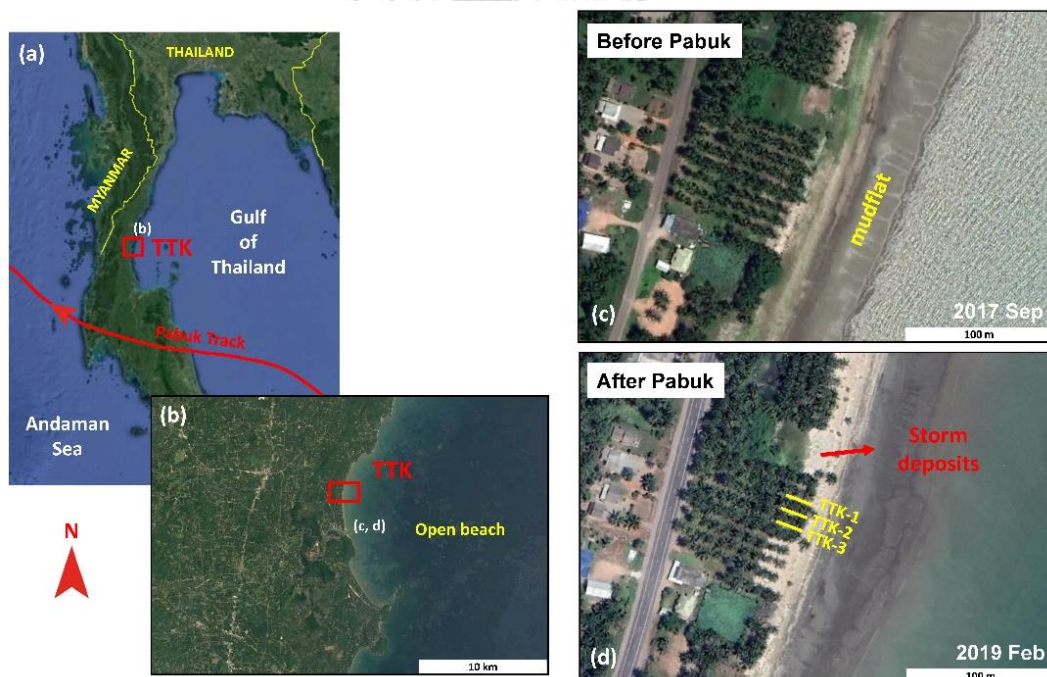 (a)
THAILAND
MYANMAR
(b)
TTK
Gulf
of
Thailand
Pabuk Track
Andaman
Sea
N
(b)
TTK
(c, d)
Open beach
10 km
Before Pabuk
mudflat
(c)
2017 Sep
100 m
After Pabuk
Storm
deposits
TTK-1
TTK-2
TTK-3
(d)
2019 Feb
100 m